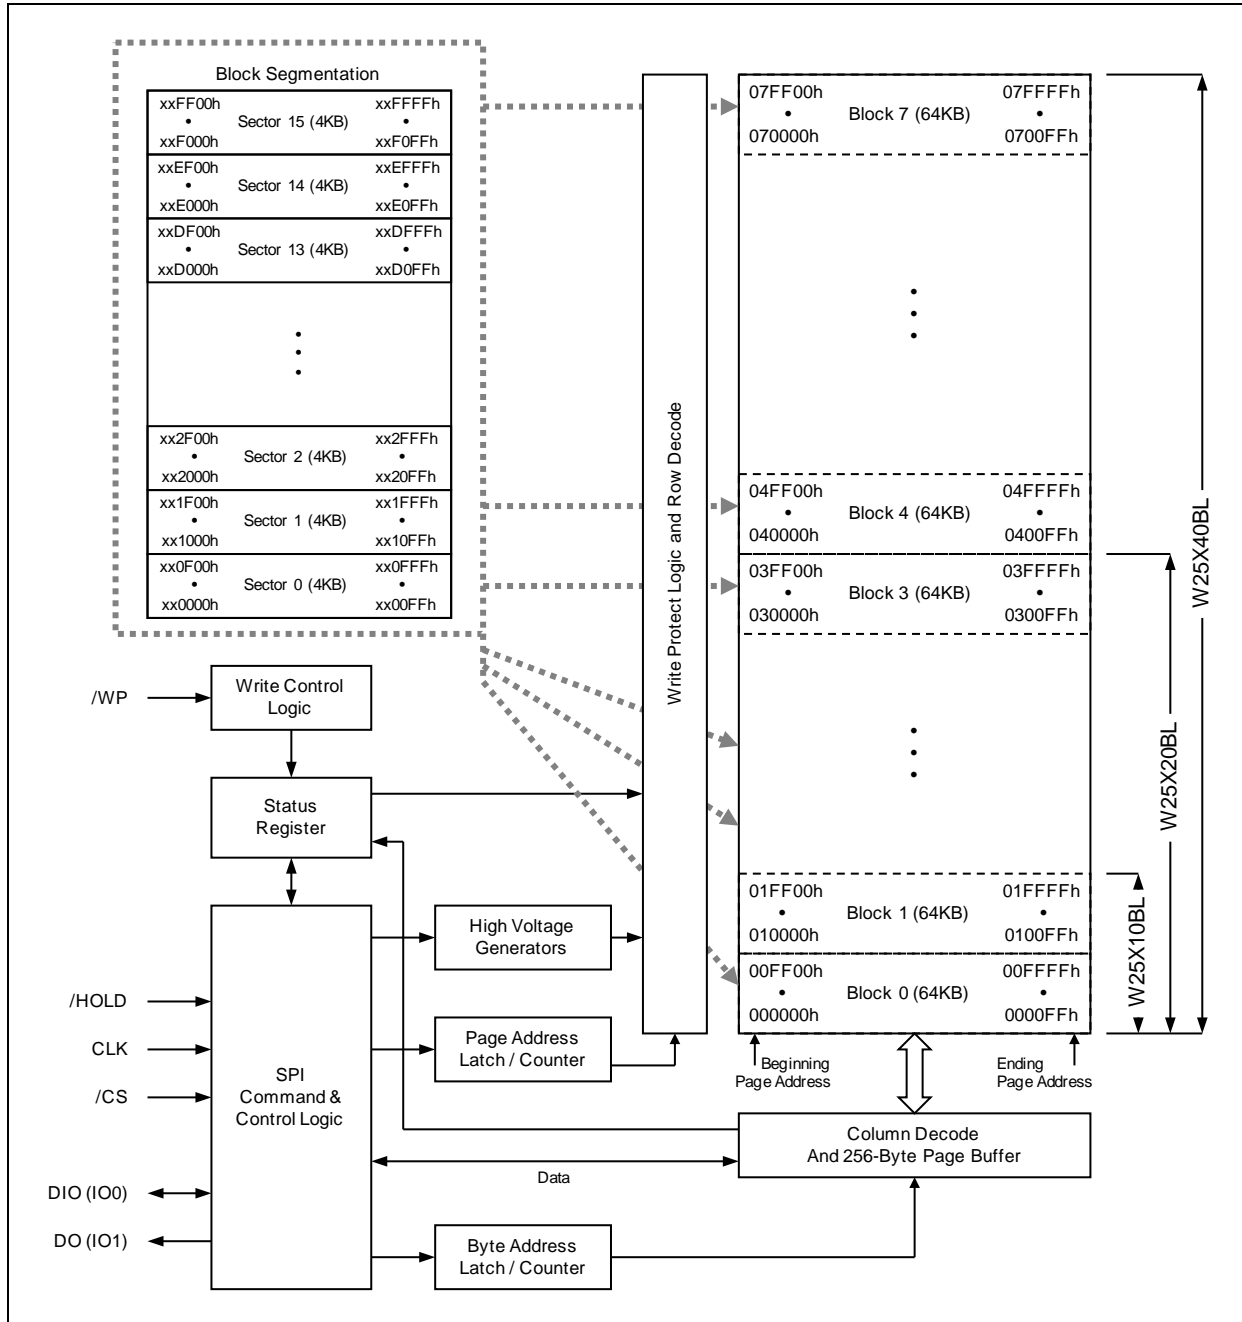 Block Segmentation
xxFF00h xxFFFFh
• Sector 15 (4KB) •
xxF000h xxF0FFh
xxEF00h xxEFFFh
• Sector 14 (4KB) •
xxE000h xxE0FFh
xxDF00h xxDFFFh
• Sector 13 (4KB) •
xxD000h xxD0FFh
xx2F00h xx2FFFh
• Sector 2 (4KB) •
xx2000h xx20FFh
xx1F00h xx1FFFh
• Sector 1 (4KB) •
xx1000h xx10FFh
xx0F00h xx0FFFh
• Sector 0 (4KB) •
xx0000h xx00FFh
Write Protect Logic and Row Decode
07FF00h 07FFFFh
• Block 7 (64KB) •
070000h 0700FFh
04FF00h 04FFFFh
• Block 4 (64KB) •
040000h 0400FFh
03FF00h 03FFFFh
• Block 3 (64KB) •
030000h 0300FFh
01FF00h 01FFFFh
• Block 1 (64KB) •
010000h 0100FFh
00FF00h 00FFFFh
• Block 0 (64KB) •
000000h 0000FFh
W25X10BL
W25X20BL
W25X40BL
Beginning
Page Address
Ending
Page Address
/WP
Write Control
Logic
Status
Register
High Voltage
Generators
/HOLD
CLK
/CS
DIO (IO0)
DO (IO1)
SPI
Command &
Control Logic
Page Address
Latch / Counter
Column Decode
And 256-Byte Page Buffer
Data
Byte Address
Latch / Counter